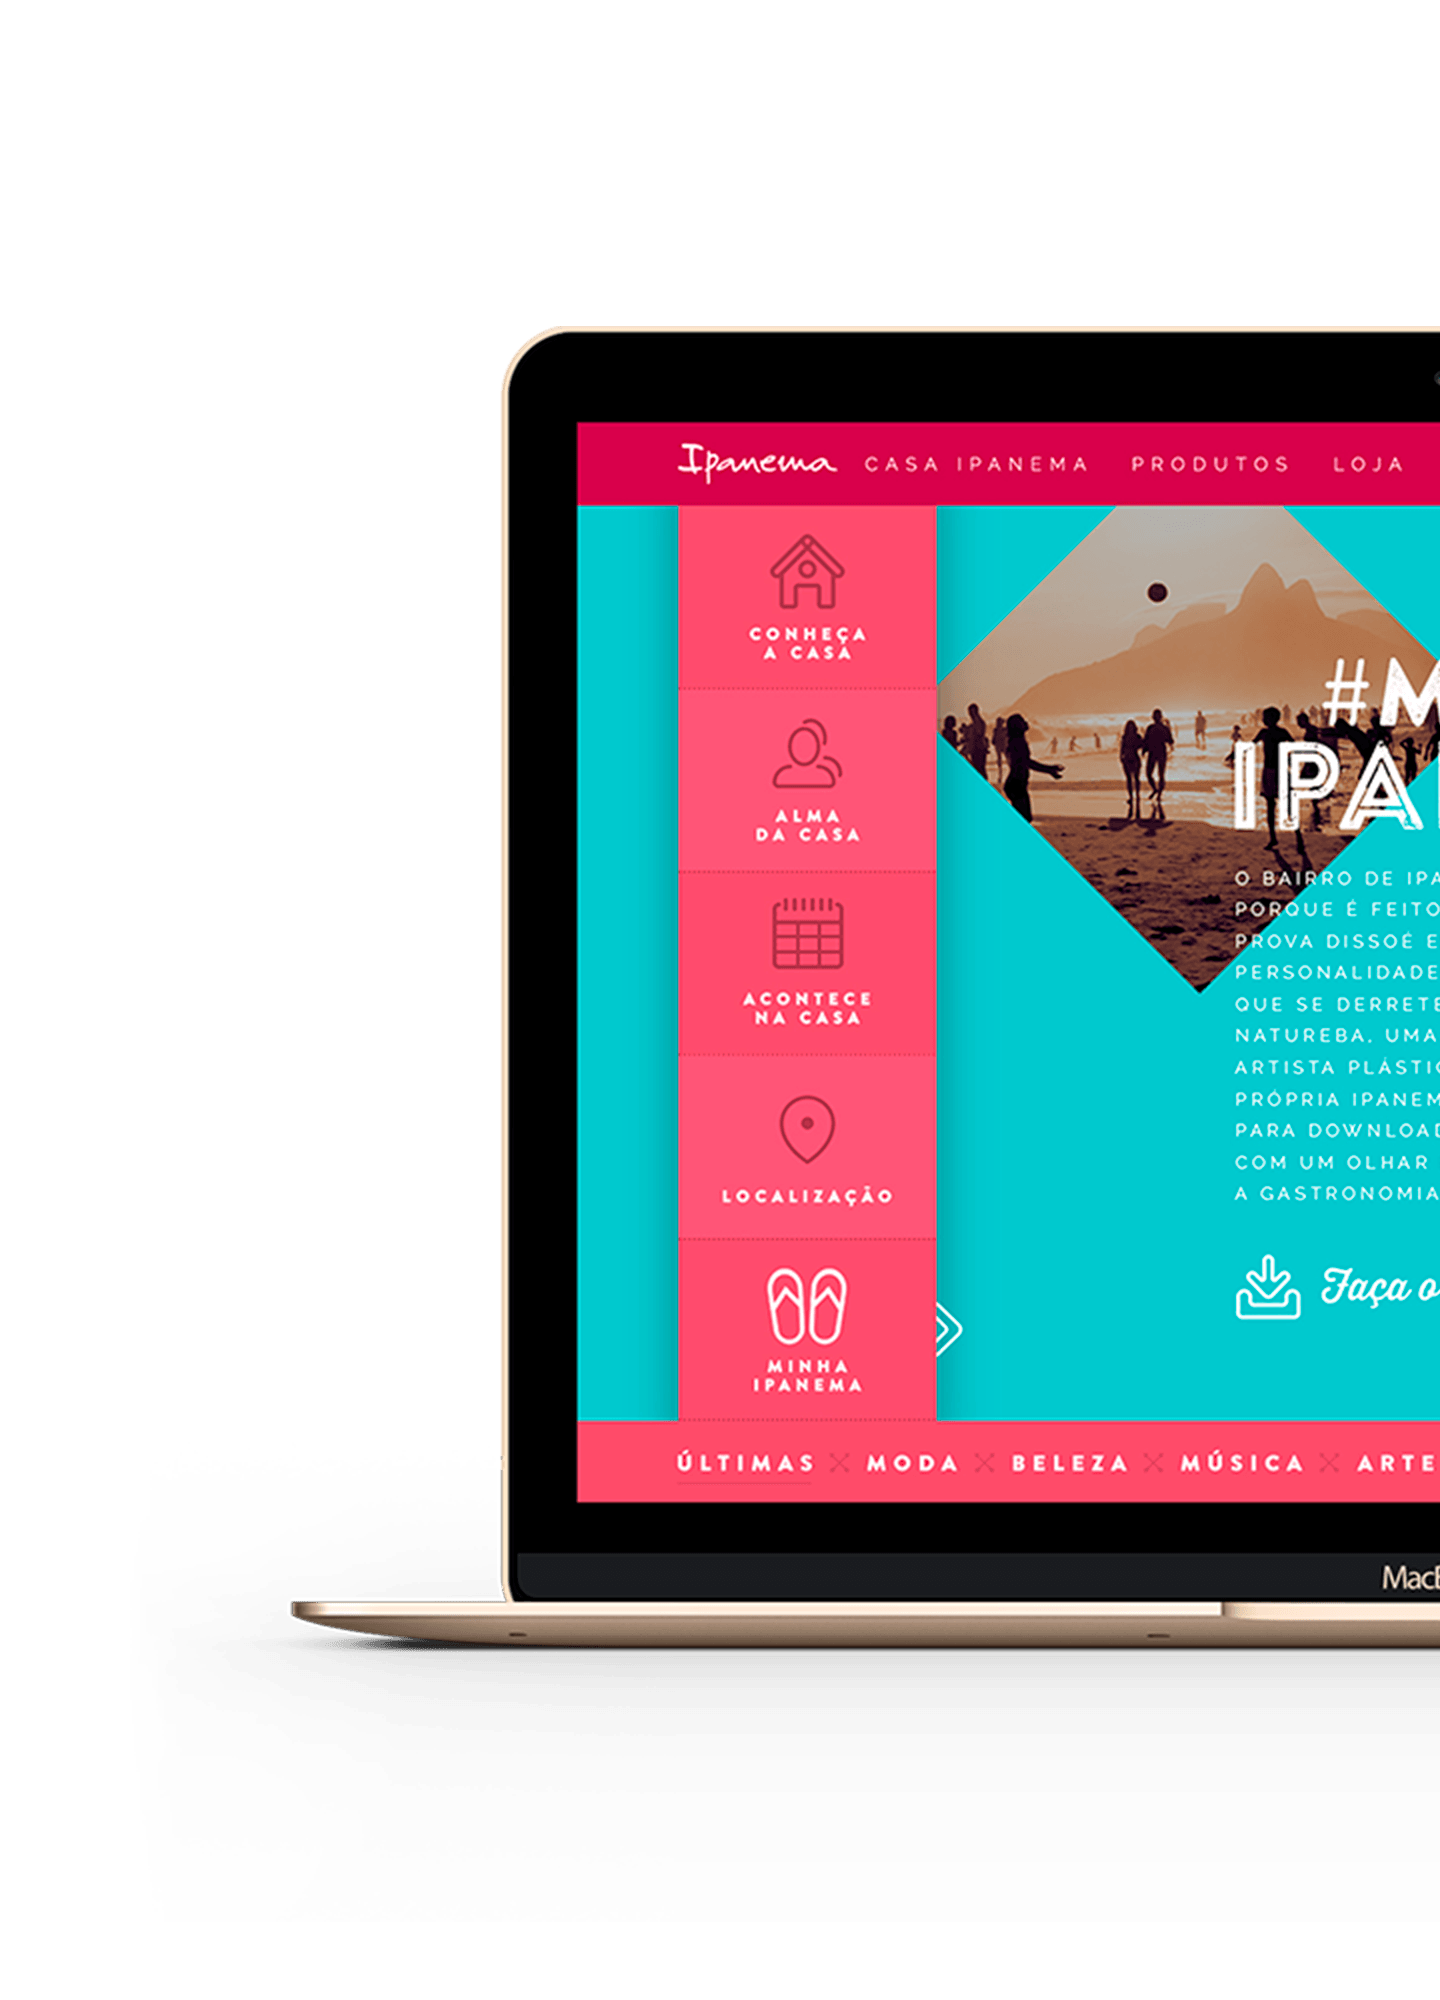 Ipanema CASA IPANEMA PRODUTOS LOJA
CONHEÇA
A CASA
ALMA
DA CASA
ACONTECE
NA CASA
LOCALIZAÇÃO
MINHA
IPANEMA
#M
IPA
O BAIRRO DE IPA
PORQUE É FEITO
PROVA DISSOÉ E
PERSONALIDADE
QUE SE DERRETE
NATUREBA. UMA
ARTISTA PLÁSTIC
PRÓPRIA IPANEM
PARA DOWNLOAD
COM UM OLHAR
A GASTRONOMIA
Faça o
ÚLTIMAS MODA BELEZA MÚSICA ARTE
MacB